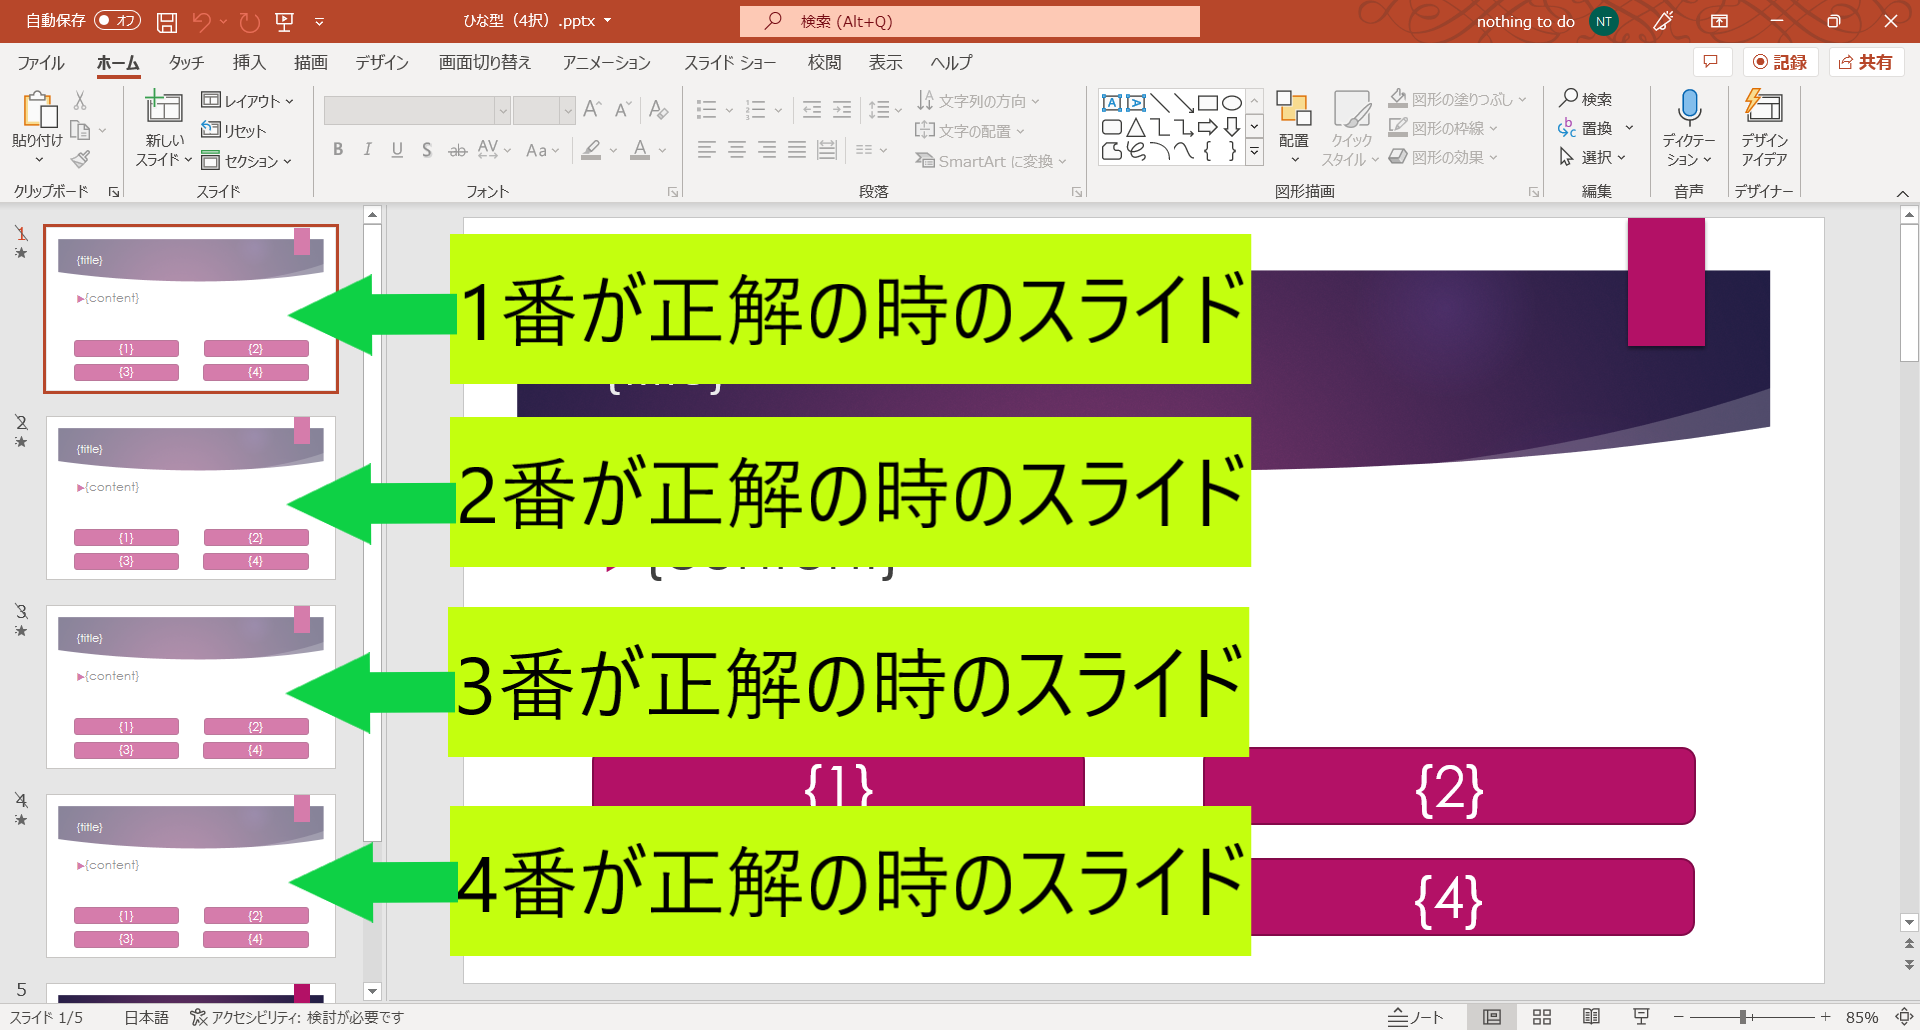 自動保存 オフ
ひな型（4択）.pptx
検索 (Alt+Q)
nothing to do NT
ファイル ホーム タッチ 挿入 描画 デザイン 画面切り替え アニメーション スライド ショー 校閲 表示 ヘルプ
記録 共有
貼り付け
新しい
スライド
レイアウト
リセット
セクション
B I U S ab AV Aa A
文字列の方向
文字の配置
SmartArt に変換
配置
クイック
スタイル
図形の塗りつぶし
図形の枠線
図形の効果
検索
置換
選択
ディクテー
ション
デザイン
アイデア
クリップボード スライド フォント 段落 図形描画 編集 音声 デザイナー
1
{title}
{content}
{1} {2}
{3} {4}
2
{title}
{content}
{1} {2}
{3} {4}
3
{title}
{content}
{1} {2}
{3} {4}
4
{title}
{content}
{1} {2}
{3} {4}
5
1番が正解の時のスライド
2番が正解の時のスライド
{content}
3番が正解の時のスライド
{1} {2}
4番が正解の時のスライド
{4}
スライド 1/5 日本語 アクセシビリティ: 検討が必要です ノート 85%